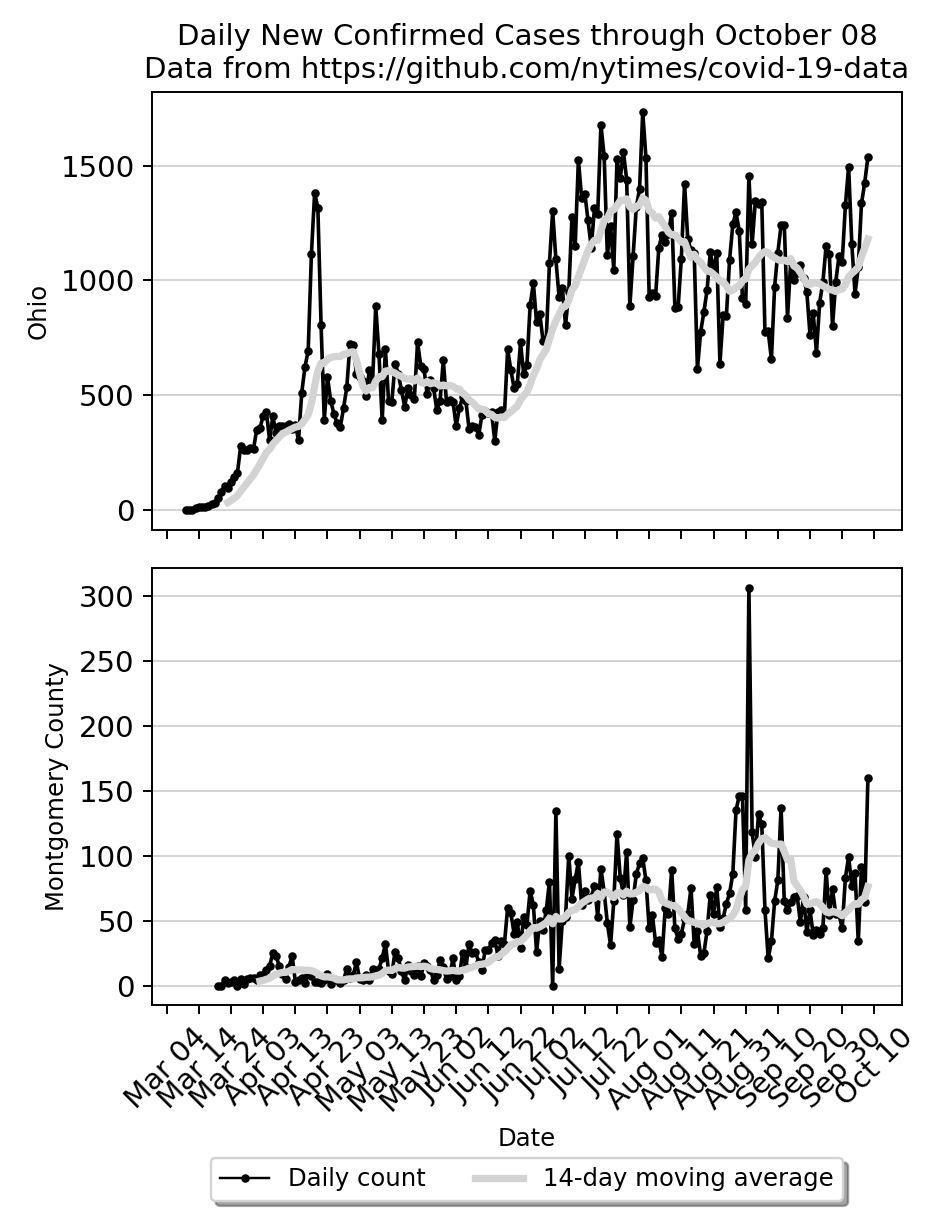 Daily New Confirmed Cases through October 08
Data from https://github.com/nytimes/covid-19-data
1500
1000
500
0
Ohio
300
250
200
150
100
50
0
Montgomery County
Mar 04
Mar 14
Mar 24
Apr 03
Apr 13
Apr 23
May 03
May 13
May 23
Jun 02
Jun 12
Jun 22
Jul 02
Jul 12
Jul 22
Aug 01
Aug 11
Aug 21
Aug 31
Sep 10
Sep 20
Sep 30
Oct 10
Date
Daily count 14-day moving average